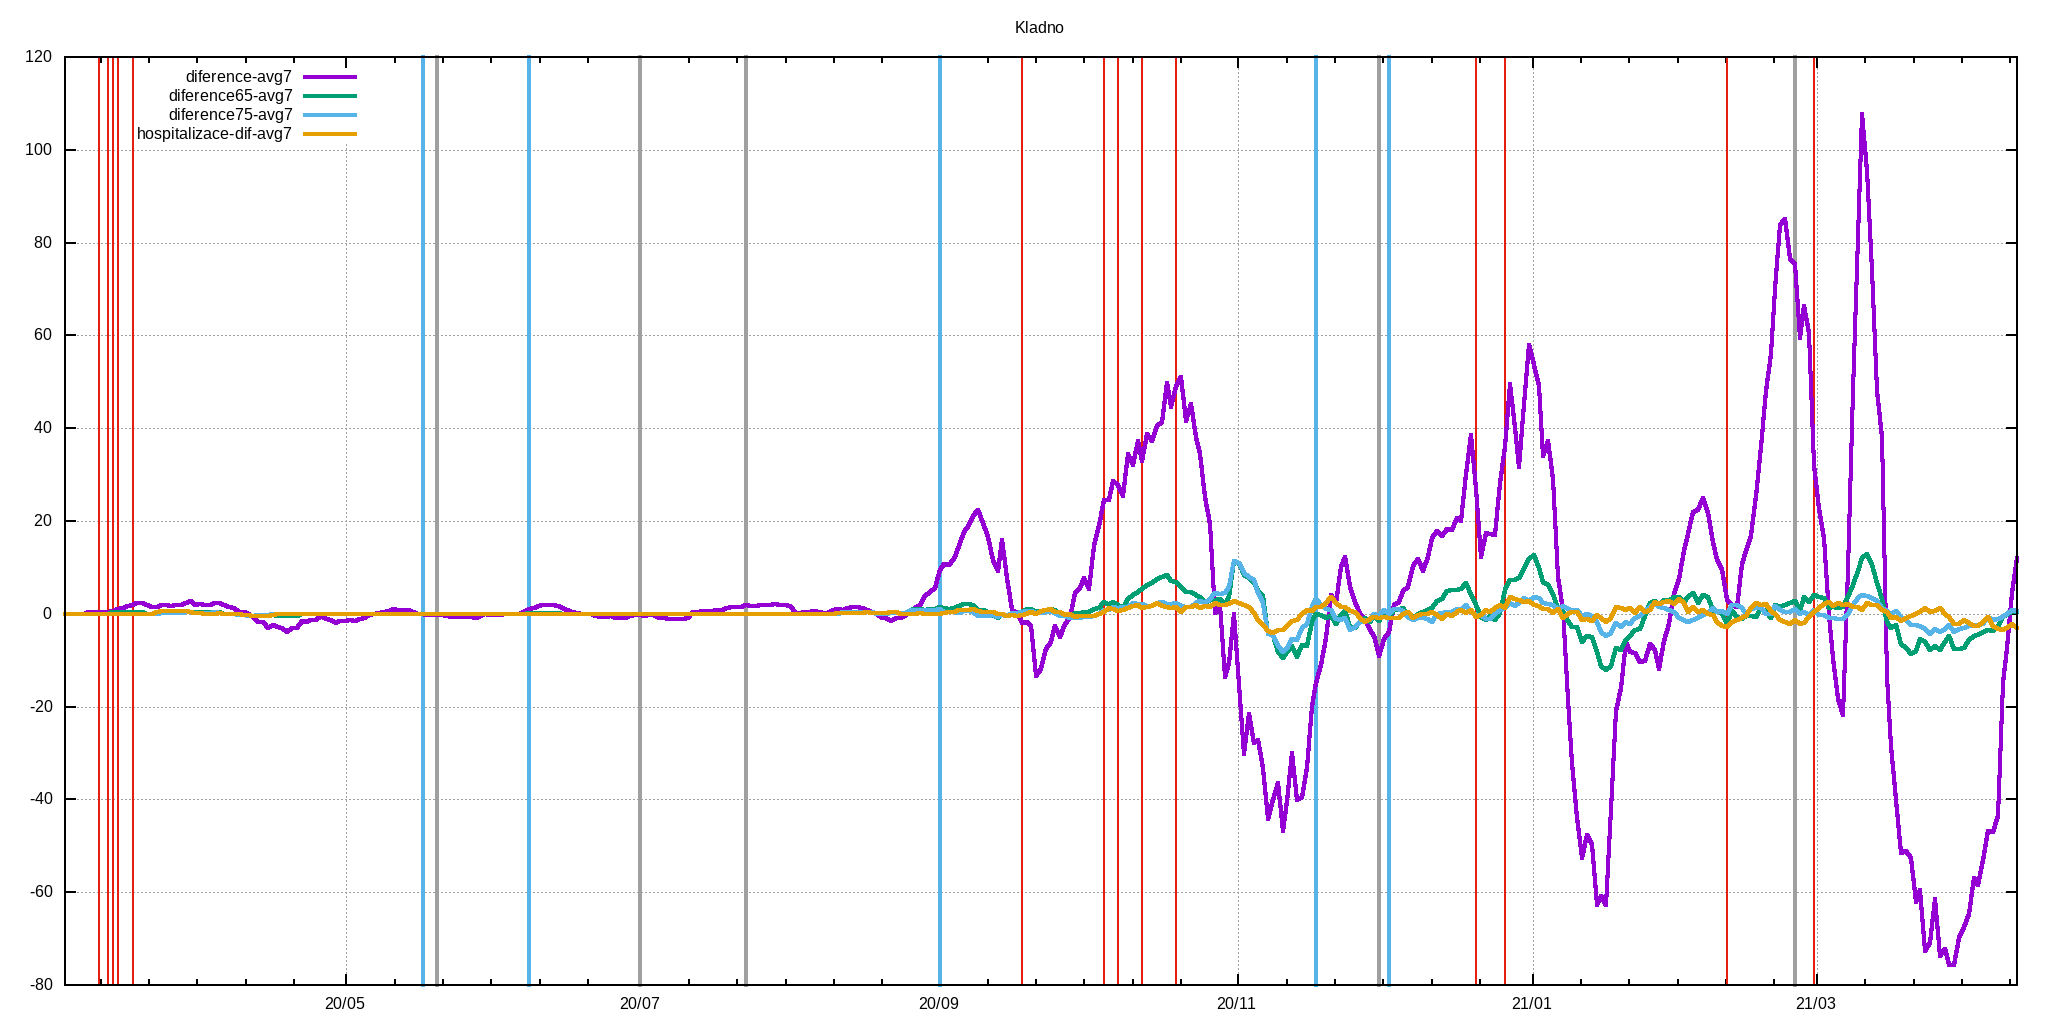 Kladno
diference-avg7
diference65-avg7
diference75-avg7
hospitalizace-dif-avg7
120
100
80
60
40
20
0
-20
-40
-60
-80
20/05 20/07 20/09 20/11 21/01 21/03